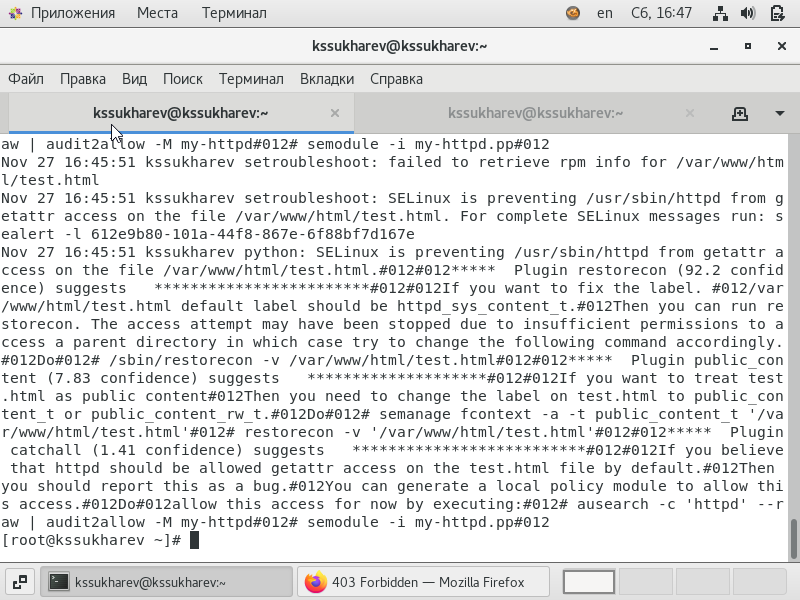 Приложения Места Терминал en Сб, 16:47
kssukharev@kssukharev:~
Файл Правка Вид Поиск Терминал Вкладки Справка
kssukharev@kssukharev:~ × kssukharev@kssukharev:~ ×
aw | audit2allow -M my-httpd#012# semodule -i my-httpd.pp#012
Nov 27 16:45:51 kssukharev setroubleshoot: failed to retrieve rpm info for /var/www/htm
l/test.html
Nov 27 16:45:51 kssukharev setroubleshoot: SELinux is preventing /usr/sbin/httpd from g
etattr access on the file /var/www/html/test.html. For complete SELinux messages run: s
ealert -l 612e9b80-101a-44f8-867e-6f88bf7d167e
Nov 27 16:45:51 kssukharev python: SELinux is preventing /usr/sbin/httpd from getattr a
ccess on the file /var/www/html/test.html.#012#012*****  Plugin restorecon (92.2 confid
ence) suggests   ************************#012#012If you want to fix the label. #012/var
/www/html/test.html default label should be httpd_sys_content_t.#012Then you can run re
storecon. The access attempt may have been stopped due to insufficient permissions to a
ccess a parent directory in which case try to change the following command accordingly.
#012Do#012# /sbin/restorecon -v /var/www/html/test.html#012#012*****  Plugin public_con
tent (7.83 confidence) suggests   ********************#012#012If you want to treat test
.html as public content#012Then you need to change the label on test.html to public_con
tent_t or public_content_rw_t.#012Do#012# semanage fcontext -a -t public_content_t '/va
r/www/html/test.html'#012# restorecon -v '/var/www/html/test.html'#012#012*****  Plugin
 catchall (1.41 confidence) suggests   **************************#012#012If you believe
 that httpd should be allowed getattr access on the test.html file by default.#012Then
you should report this as a bug.#012You can generate a local policy module to allow thi
s access.#012Do#012allow this access for now by executing:#012# ausearch -c 'httpd' --r
aw | audit2allow -M my-httpd#012# semodule -i my-httpd.pp#012
[root@kssukharev ~]#
kssukharev@kssukharev:~ 403 Forbidden — Mozilla Firefox